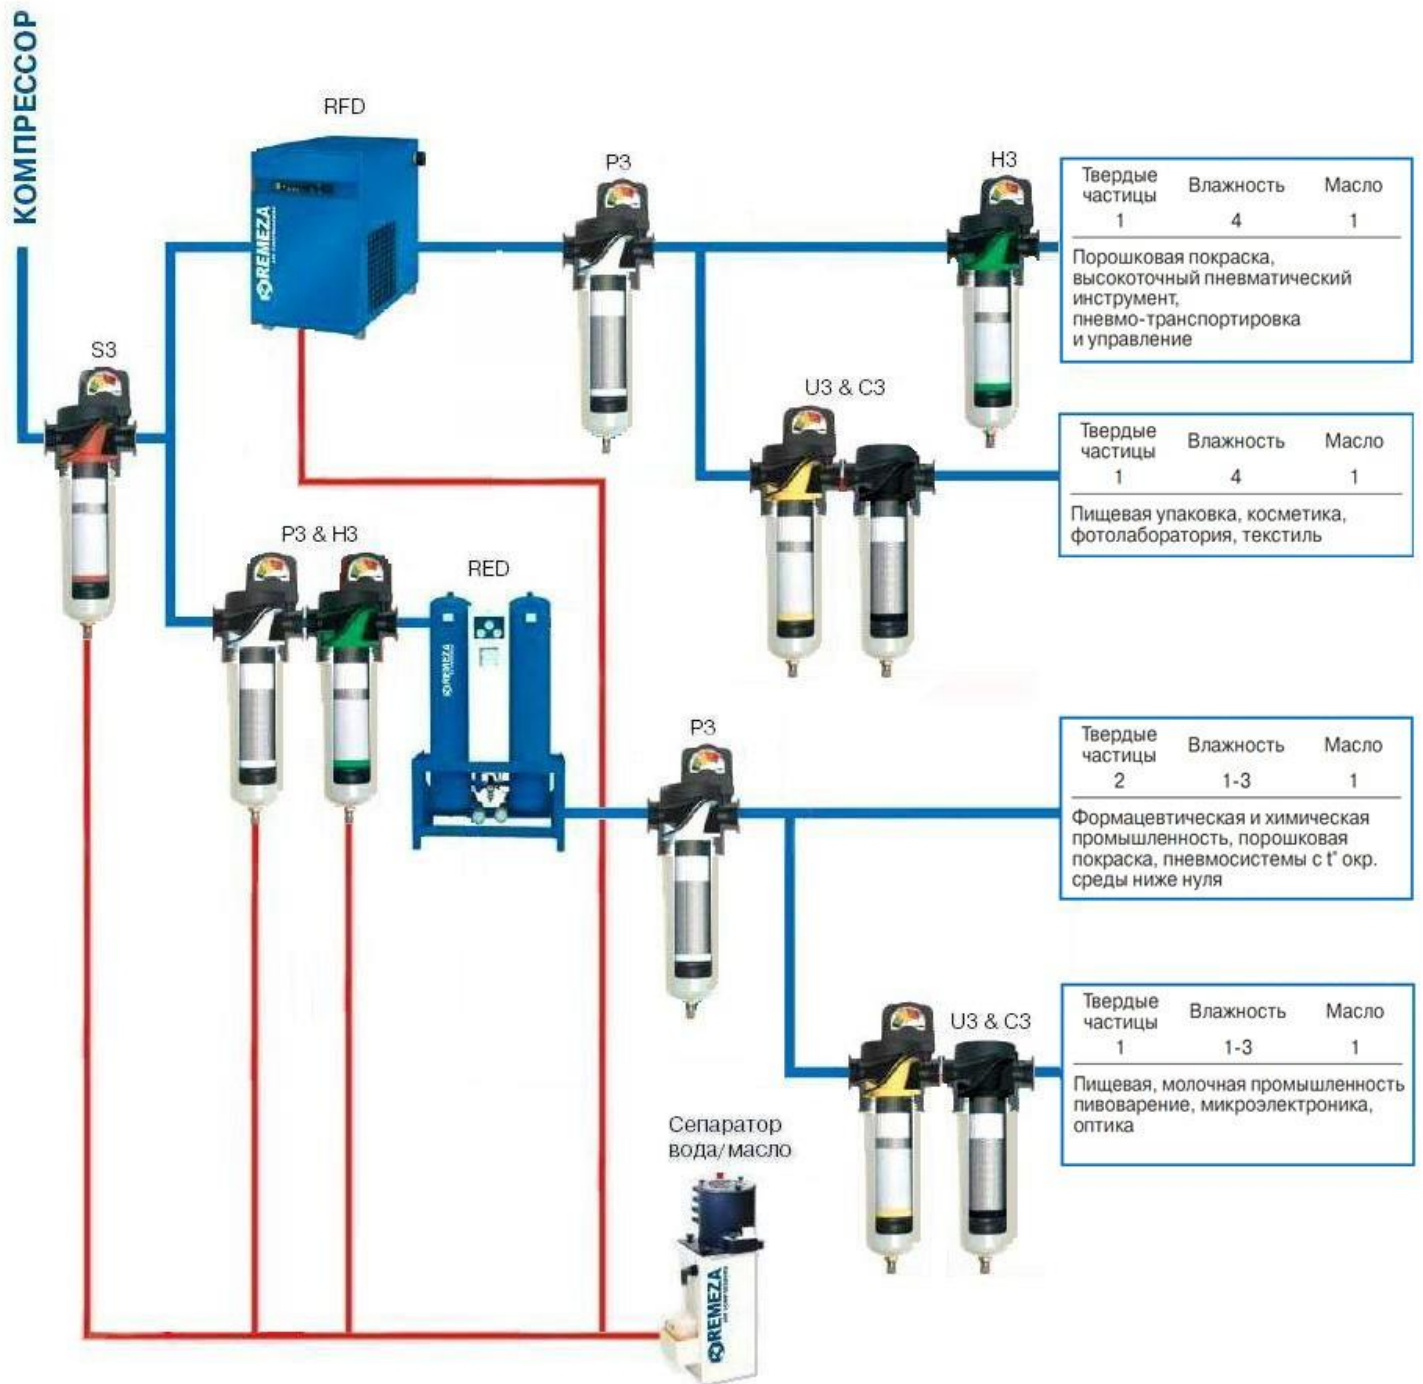 КОМПРЕССОР
RFD
P3
H3
Твердые частицы
Влажность
Масло
1
4
1
Порошковая покраска,
высокоточный пневматический
инструмент,
пневмо-транспортировка
и управление
REMEZA
S3
U3 & C3
Твердые частицы
Влажность
Масло
1
4
1
Пищевая упаковка, косметика,
фотолаборатория, текстиль
P3 & H3
RED
REMEZA
P3
Твердые частицы
Влажность
Масло
2
1-3
1
Формацевтическая и химическая
промышленность, порошковая
покраска, пневмосистемы с t° окр.
среды ниже нуля
U3 & C3
Твердые частицы
Влажность
Масло
1
1-3
1
Пищевая, молочная промышленность
пивоварение, микроэлектроника,
оптика
Сепаратор
вода/масло
REMEZA